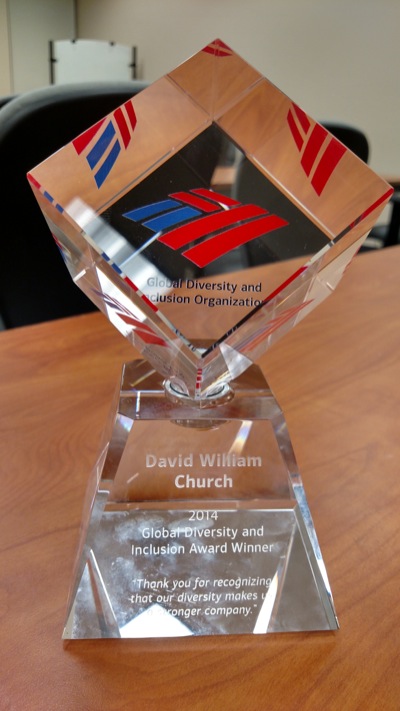 Global Diversity and
Inclusion Organization
David William
Church
2014
Global Diversity and
Inclusion Award Winner
"Thank you for recognizing
that our diversity makes us
stronger company."